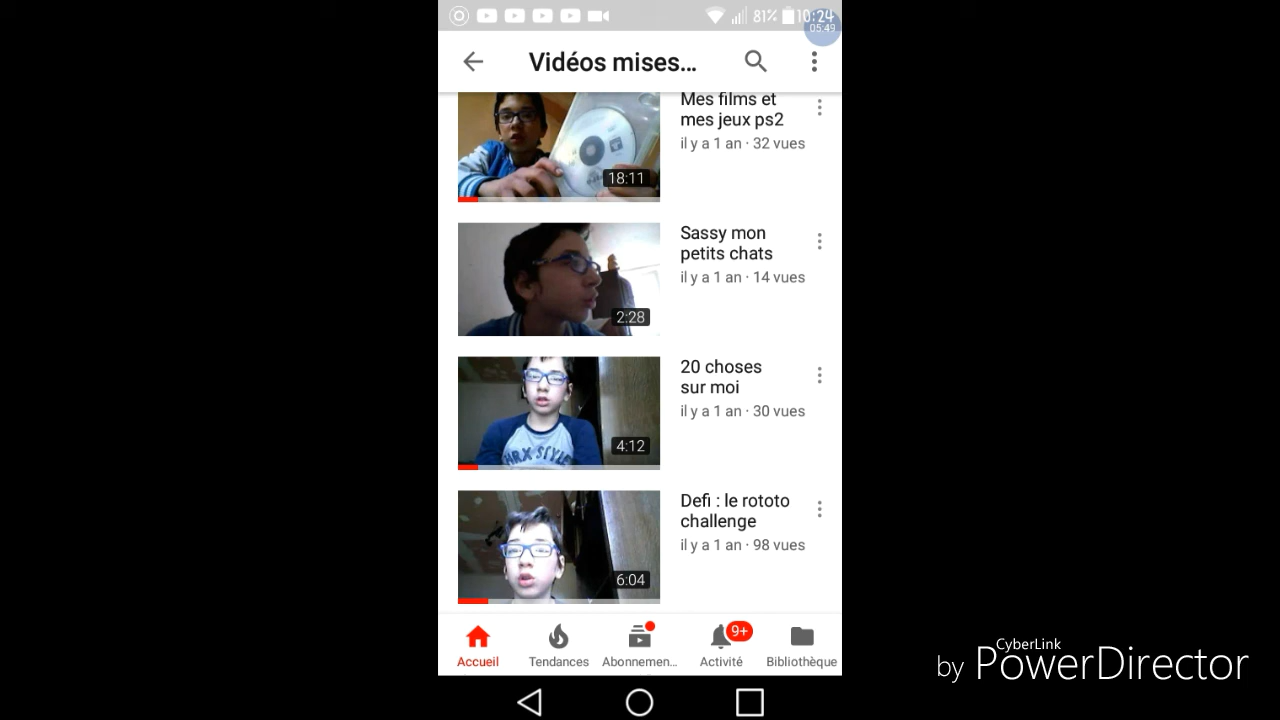 81% 10:24
05:49
Vidéos mises…
Mes films et
mes jeux ps2
il y a 1 an · 32 vues
18:11
Sassy mon
petits chats
il y a 1 an · 14 vues
2:28
20 choses
sur moi
il y a 1 an · 30 vues
HRX STYLE
4:12
Defi : le rototo
challenge
il y a 1 an · 98 vues
6:04
9+
Accueil Tendances Abonnemen… Activité Bibliothèque
CyberLink
by PowerDirector